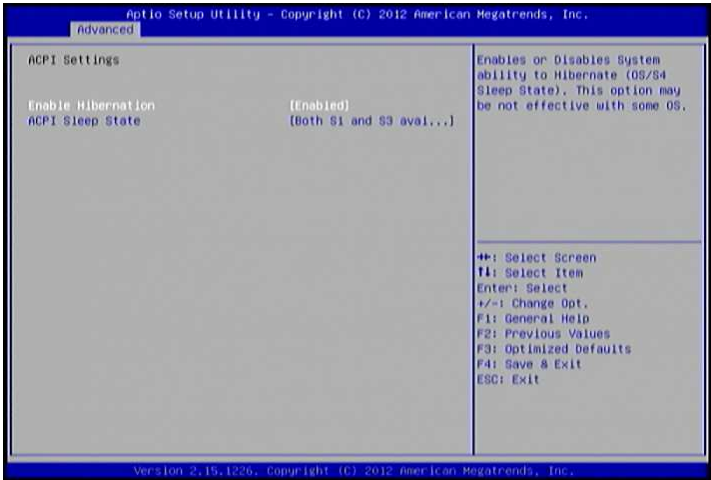 Aptio Setup Utility - Copyright (C) 2012 American Megatrends, Inc.
Advanced
ACPI Settings
Enable Hibernation [Enabled]
ACPI Sleep State [Both S1 and S3 avai...]
Enables or Disables System
ability to Hibernate (OS/S4
Sleep State). This option may
be not effective with some OS.
→←: Select Screen
↑↓: Select Item
Enter: Select
+/-: Change Opt.
F1: General Help
F2: Previous Values
F3: Optimized Defaults
F4: Save & Exit
ESC: Exit
Version 2.15.1226. Copyright (C) 2012 American Megatrends, Inc.